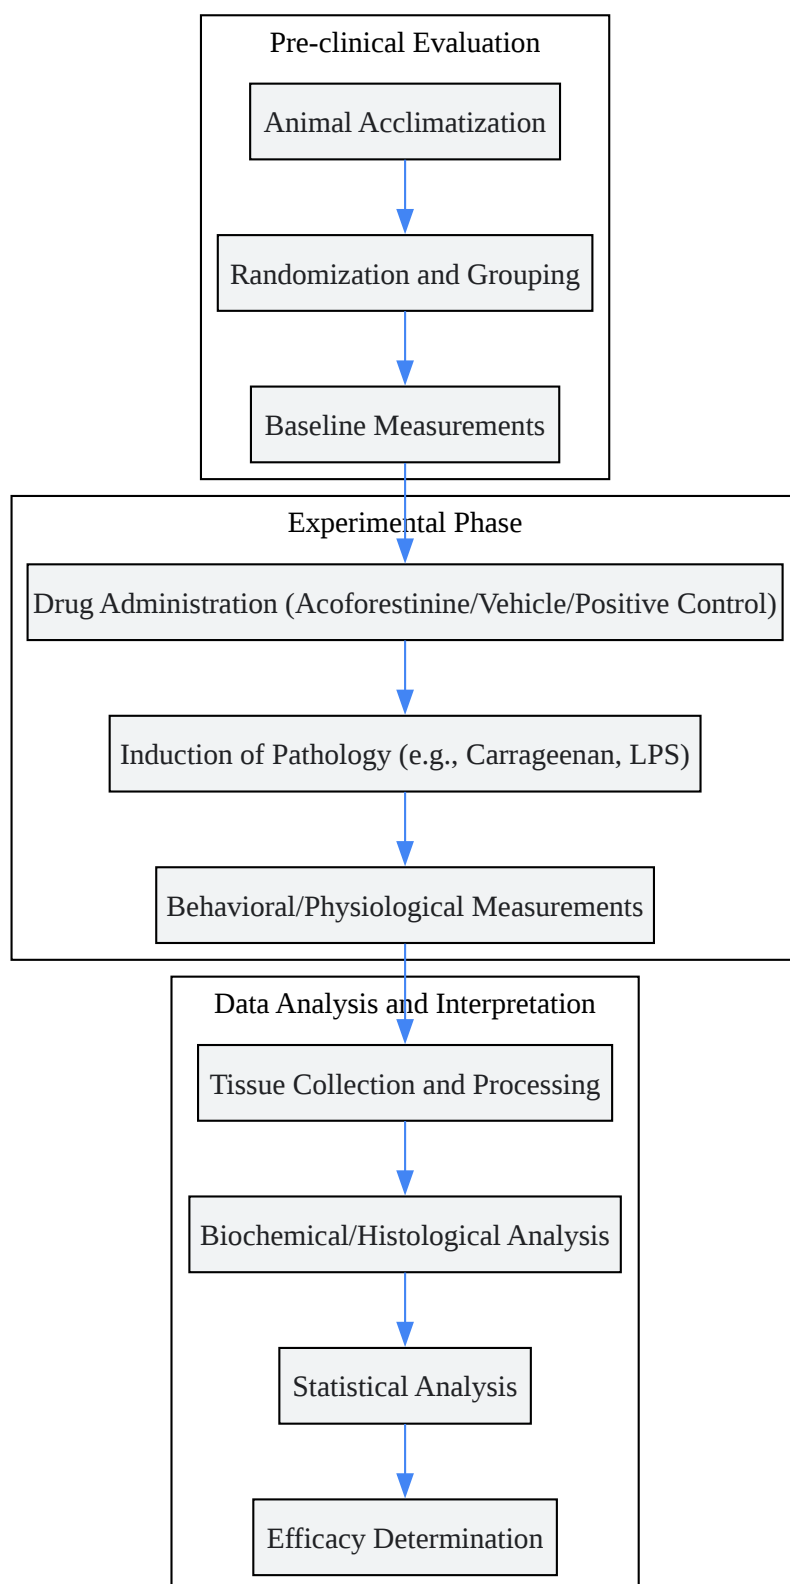 Pre-clinical Evaluation
Animal Acclimatization
Randomization and Grouping
Baseline Measurements
Experimental Phase
Drug Administration (Acoforestinine/Vehicle/Positive Control)
Induction of Pathology (e.g., Carrageenan, LPS)
Behavioral/Physiological Measurements
Data Analysis and Interpretation
Tissue Collection and Processing
Biochemical/Histological Analysis
Statistical Analysis
Efficacy Determination